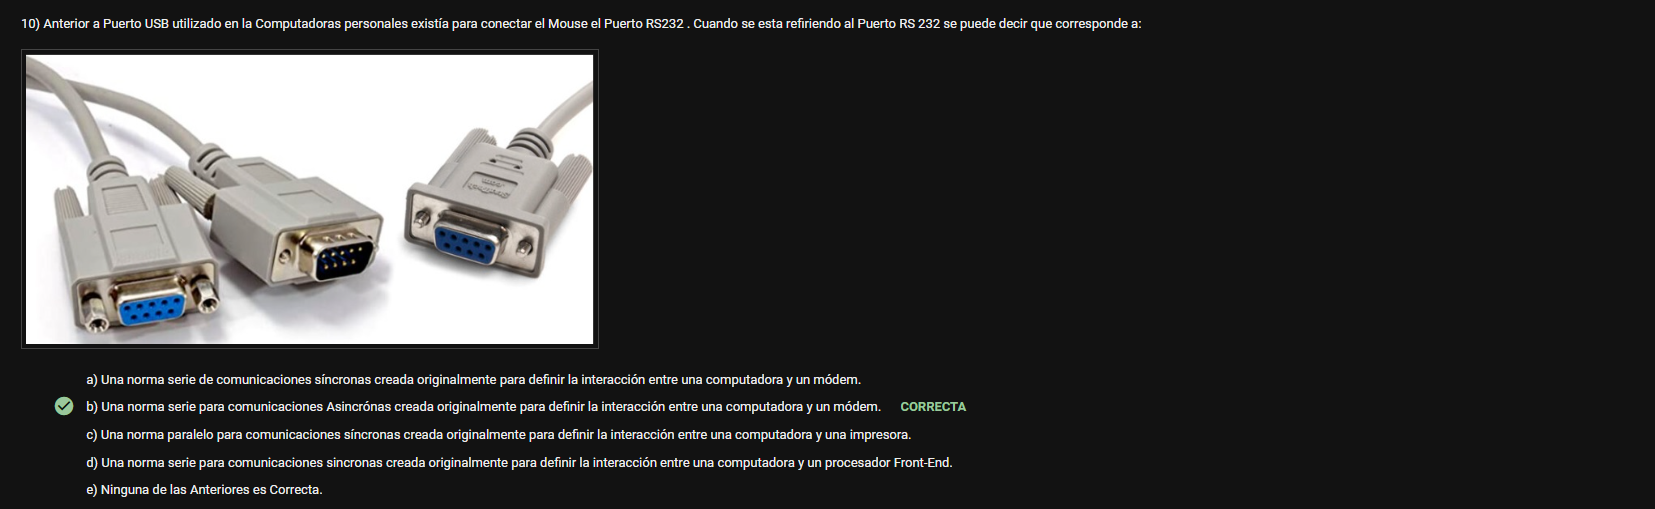 10) Anterior a Puerto USB utilizado en la Computadoras personales existía para conectar el Mouse el Puerto RS232 . Cuando se esta refiriendo al Puerto RS 232 se puede decir que corresponde a:
a) Una norma serie de comunicaciones síncronas creada originalmente para definir la interacción entre una computadora y un módem.
b) Una norma serie para comunicaciones Asincrónas creada originalmente para definir la interacción entre una computadora y un módem. CORRECTA
c) Una norma paralelo para comunicaciones síncronas creada originalmente para definir la interacción entre una computadora y una impresora.
d) Una norma serie para comunicaciones sincronas creada originalmente para definir la interacción entre una computadora y un procesador Front-End.
e) Ninguna de las Anteriores es Correcta.